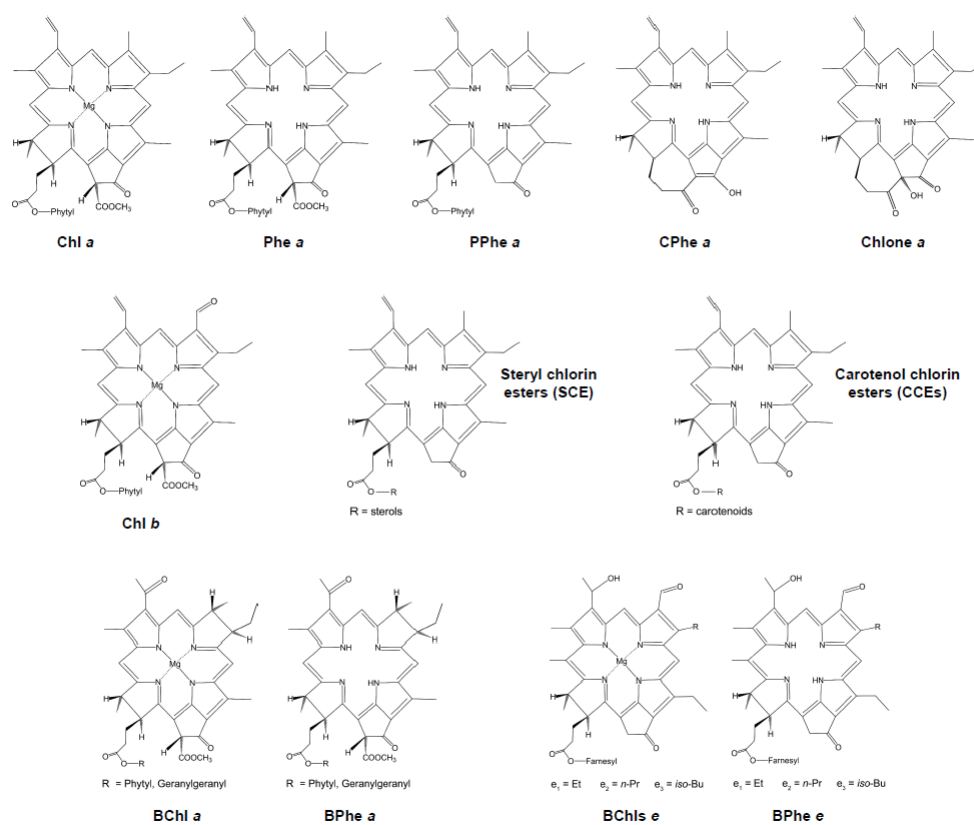 Mg
N
N
N
N
H
H
O
O
Phytyl
H
COOCH3
O
Chl a
NH
N
N
HN
H
H
O
O
Phytyl
H
COOCH3
O
Phe a
NH
N
N
HN
H
H
O
O
Phytyl
O
PPhe a
NH
N
N
HN
H
O
OH
CPhe a
NH
N
N
HN
H
O
OH
O
Chlone a
O
N
N
Mg
N
N
H
H
O
O
Phytyl
H
COOCH3
O
Chl b
NH
N
N
HN
H
H
O
O
R
O
R = sterols
Steryl chlorin
esters (SCE)
NH
N
N
HN
H
H
O
O
R
O
R = carotenoids
Carotenol chlorin
esters (CCEs)
O
H
H
N
N
Mg
N
N
H
H
O
O
R
H
COOCH3
O
R = Phytyl, Geranylgeranyl
BChl a
O
H
H
NH
N
N
HN
H
H
O
O
R
H
COOCH3
O
R = Phytyl, Geranylgeranyl
BPhe a
OH
O
R
N
N
Mg
N
N
H
H
O
O
Farnesyl
O
e1 = Et e2 = n-Pr e3 = iso-Bu
BChls e
OH
O
R
NH
N
N
HN
H
H
O
O
Farnesyl
O
e1 = Et e2 = n-Pr e3 = iso-Bu
BPhe e